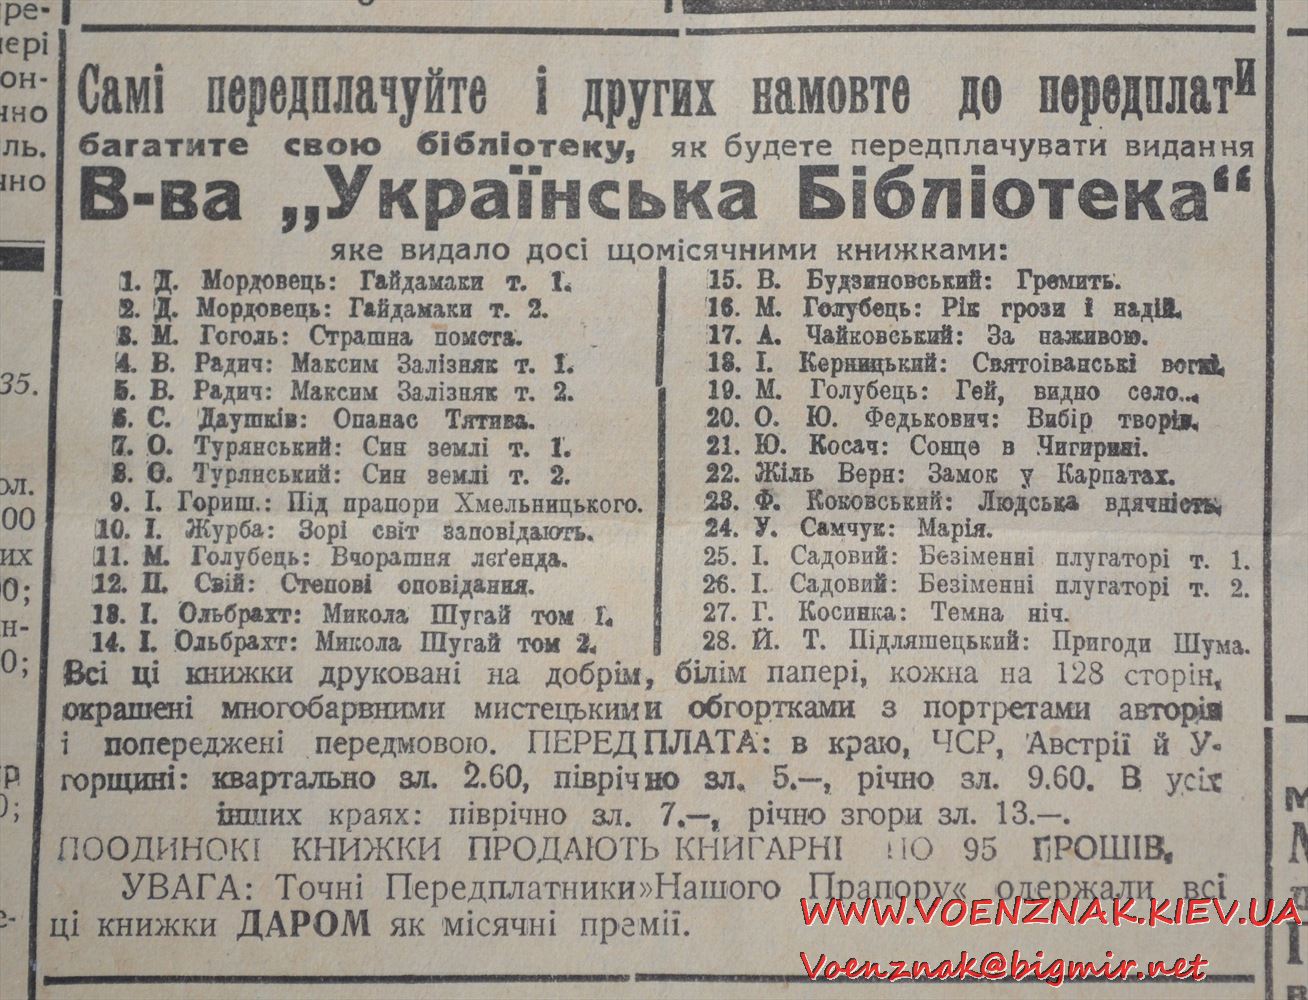 Самі передплачуйте і других намовте до передплати
багатите свою бібліотеку, як будете передплачувати видання
В-ва „Українська Бібліотека“
яке видало досі щомісячними книжками:
1. Д. Мордовець: Гайдамаки т. 1.
2. Д. Мордовець: Гайдамаки т. 2.
3. М. Гоголь: Страшна помста.
4. В. Радич: Максим Залізняк т. 1.
5. В. Радич: Максим Залізняк т. 2.
6. С. Даушків: Опанас Тятива.
7. О. Турянський: Син землі т. 1.
8. О. Турянський: Син землі т. 2.
9. І. Гориш.: Під прапори Хмельницького.
10. І. Журба: Зорі світ заповідають.
11. М. Голубець: Вчорашня леґенда.
12. П. Свій: Степові оповідання.
13. І. Ольбрахт: Микола Шугай том 1.
14. І. Ольбрахт: Микола Шугай том 2.
15. В. Будзиновський: Гремить.
16. М. Голубець: Рік грози і надій.
17. А. Чайковський: За наживою.
18. І. Керницький: Святоіванські вогні.
19. М. Голубець: Гей, видно село...
20. О. Ю. Федькович: Вибір творів.
21. Ю. Косач: Сонце в Чигирині.
22. Жіль Верн: Замок у Карпатах.
23. Ф. Коковський: Людська вдячність.
24. У. Самчук: Марія.
25. І. Садовий: Безіменні плугаторі т. 1.
26. І. Садовий: Безіменні плугаторі т. 2.
27. Г. Косинка: Темна ніч.
28. Й. Т. Підляшецький: Пригоди Шума.
Всі ці книжки друковані на добрім, білім папері, кожна на 128 сторін,
окрашені многобарвними мистецькими обгортками з портретами авторів
і попереджені передмовою. ПЕРЕДПЛАТА: в краю, ЧСР, Австрії й У-
горщині: квартально зл. 2.60, піврічно зл. 5.—, річно зл. 9.60. В усіх
інших краях: піврічно зл. 7.—, річно згори зл. 13.—.
ПООДИНОКІ КНИЖКИ ПРОДАЮТЬ КНИГАРНІ ПО 95 ГРОШІВ.
УВАГА: Точні Передплатники »Нашого Прапору« одержали всі
ці книжки ДАРОМ як місячні премії.
WWW.VOENZNAK.KIEV.UA
Voenznak@bigmir.net